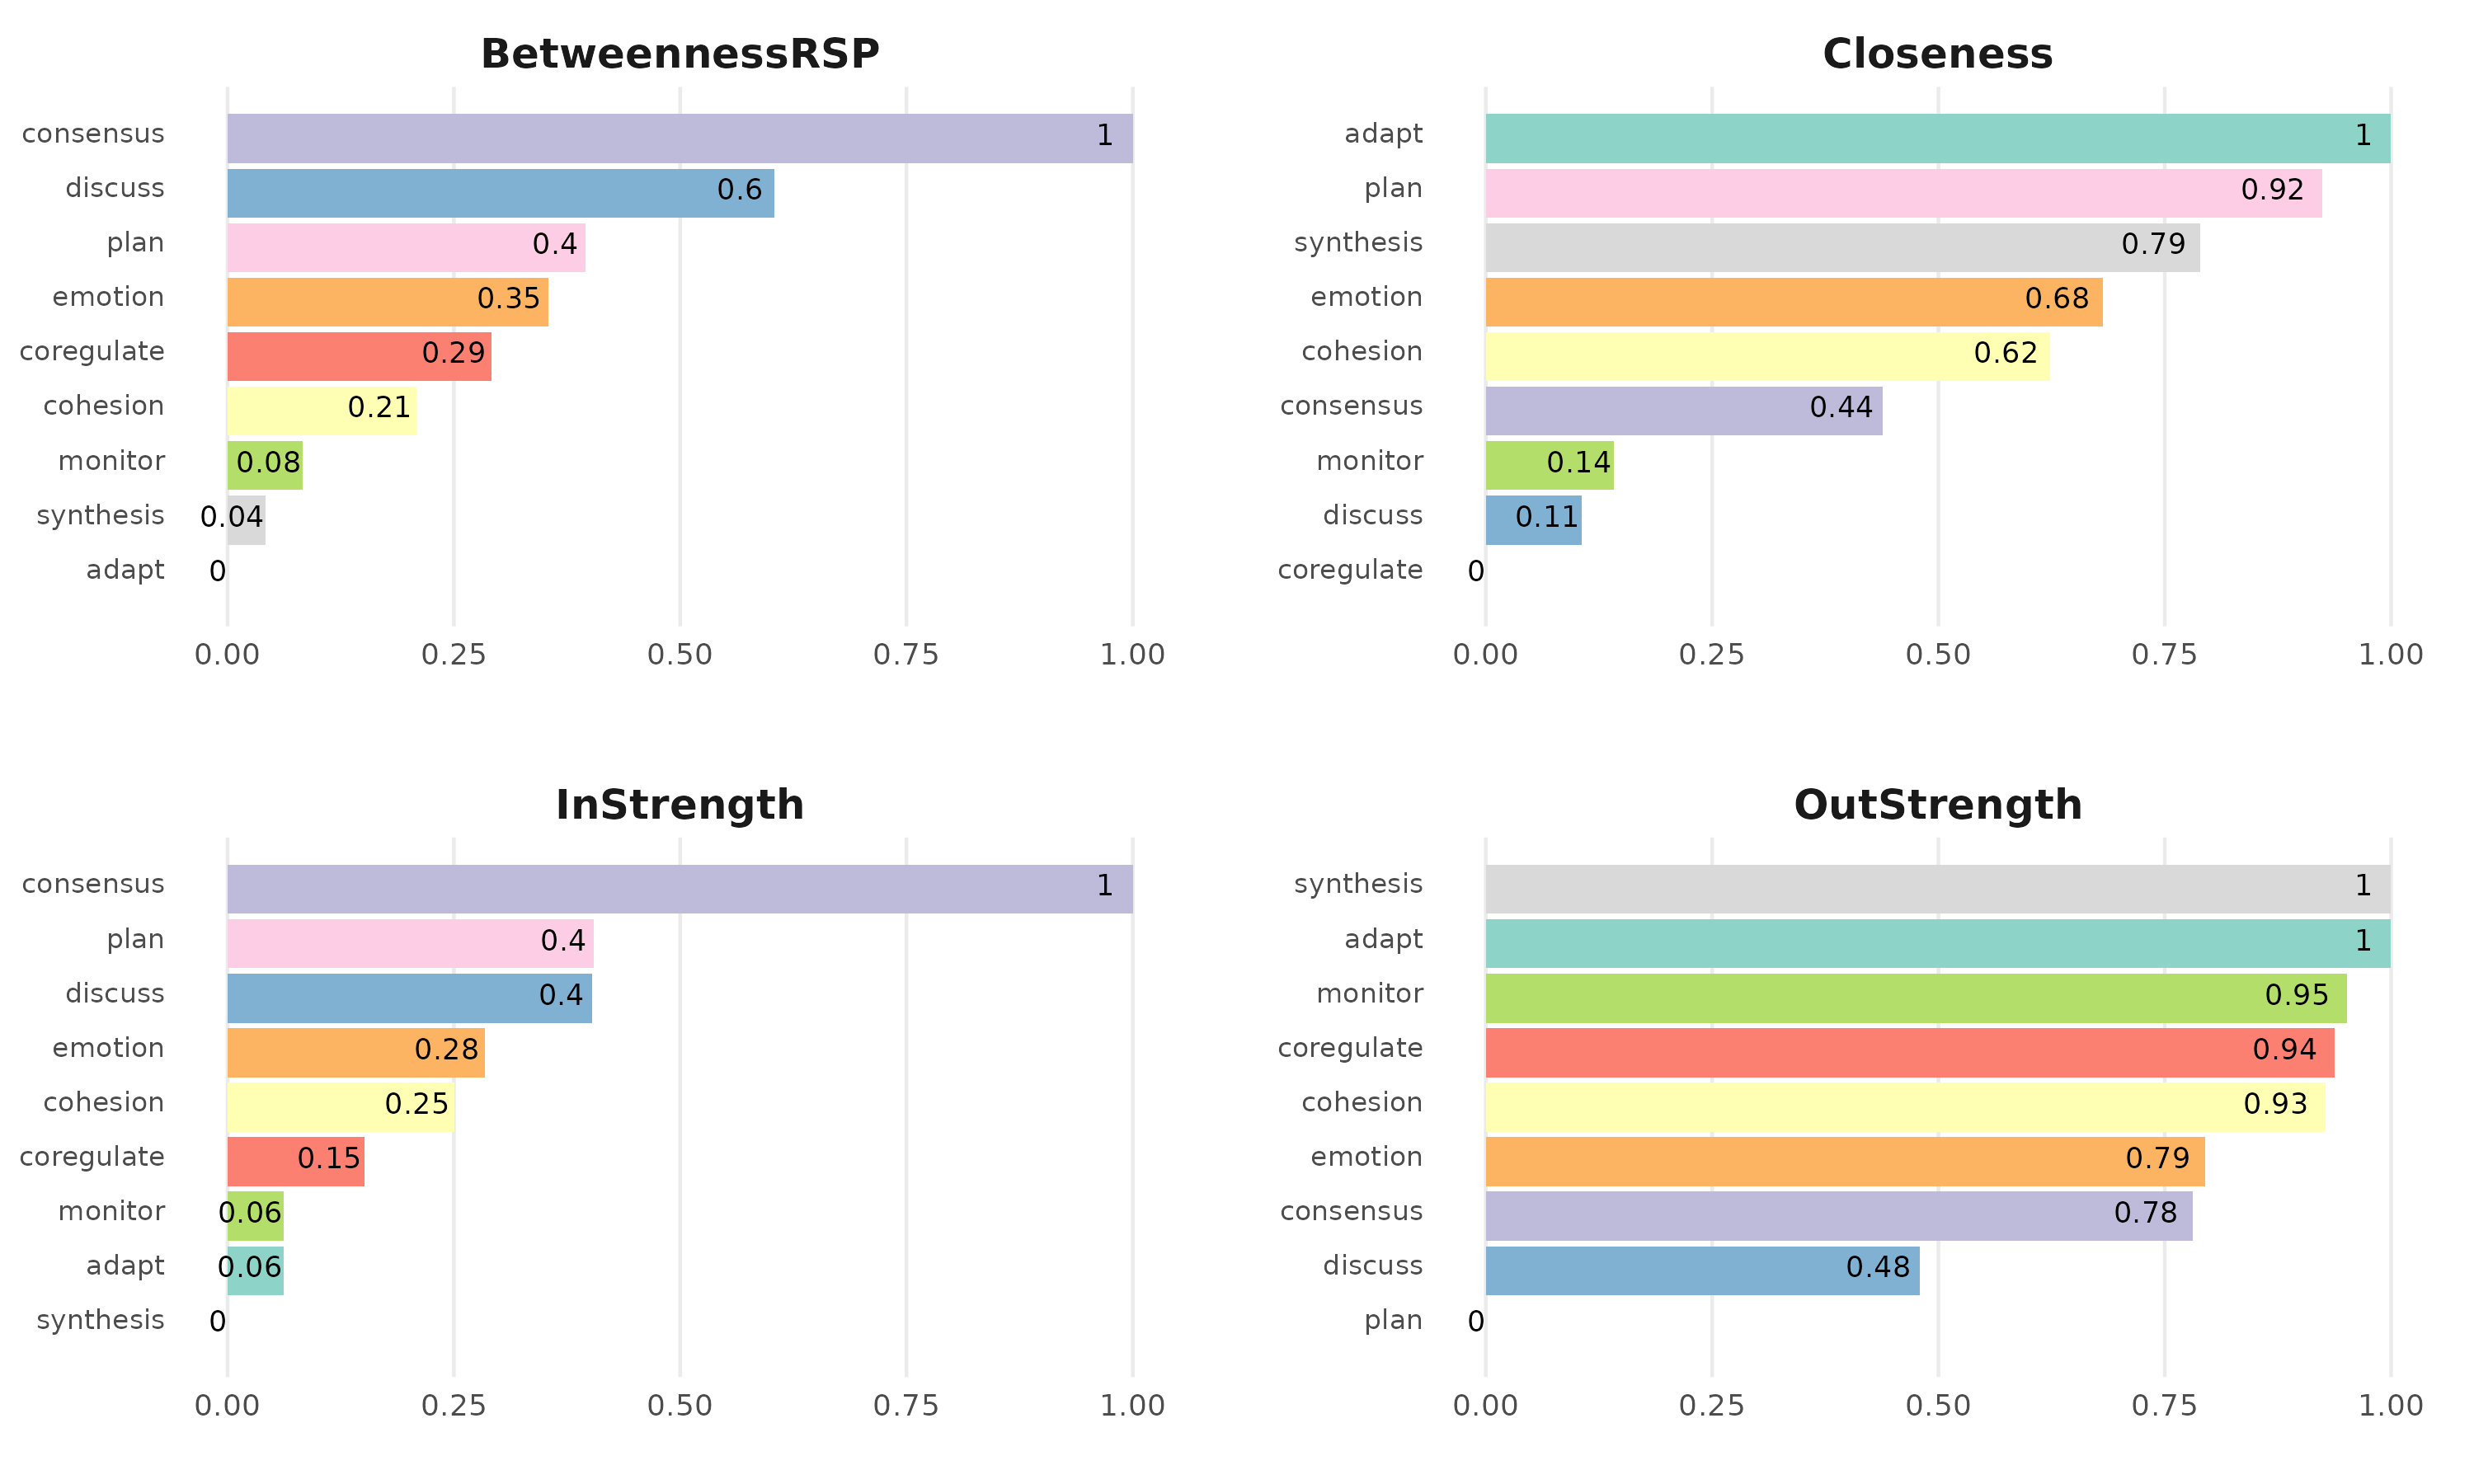 BetweennessRSP
consensus 1
discuss 0.6
plan 0.4
emotion 0.35
coregulate 0.29
cohesion 0.21
monitor 0.08
synthesis 0.04
adapt 0
0.00 0.25 0.50 0.75 1.00
Closeness
adapt 1
plan 0.92
synthesis 0.79
emotion 0.68
cohesion 0.62
consensus 0.44
monitor 0.14
discuss 0.11
coregulate 0
0.00 0.25 0.50 0.75 1.00
InStrength
consensus 1
plan 0.4
discuss 0.4
emotion 0.28
cohesion 0.25
coregulate 0.15
monitor 0.06
adapt 0.06
synthesis 0
0.00 0.25 0.50 0.75 1.00
OutStrength
synthesis 1
adapt 1
monitor 0.95
coregulate 0.94
cohesion 0.93
emotion 0.79
consensus 0.78
discuss 0.48
plan 0
0.00 0.25 0.50 0.75 1.00